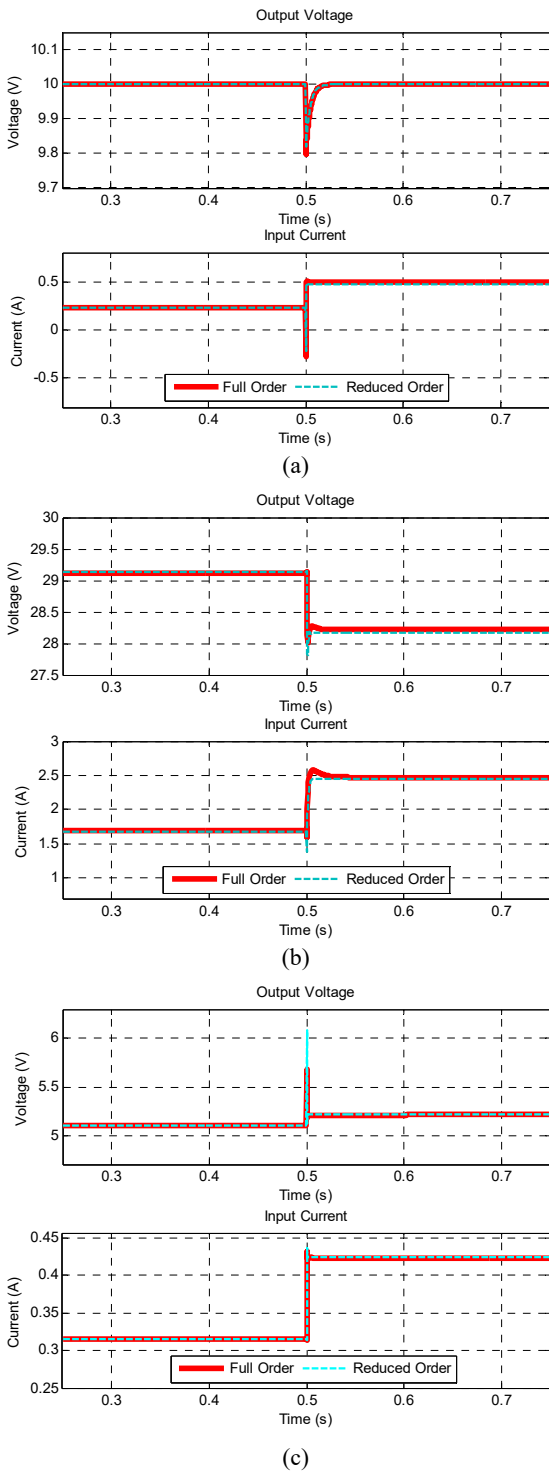 Output Voltage
10.1
10
9.9
9.8
9.7
Voltage (V)
0.3 0.4 0.5 0.6 0.7
Time (s)
Input Current
0.5
0
-0.5
Current (A)
Full Order Reduced Order
0.3 0.4 0.5 0.6 0.7
Time (s)
(a)
Output Voltage
30
29.5
29
28.5
28
27.5
Voltage (V)
0.3 0.4 0.5 0.6 0.7
Time (s)
Input Current
3
2.5
2
1.5
1
Current (A)
Full Order Reduced Order
0.3 0.4 0.5 0.6 0.7
Time (s)
(b)
Output Voltage
6
5.5
5
Voltage (V)
0.3 0.4 0.5 0.6 0.7
Time (s)
Input Current
0.45
0.4
0.35
0.3
0.25
Current (A)
Full Order Reduced Order
0.3 0.4 0.5 0.6 0.7
Time (s)
(c)